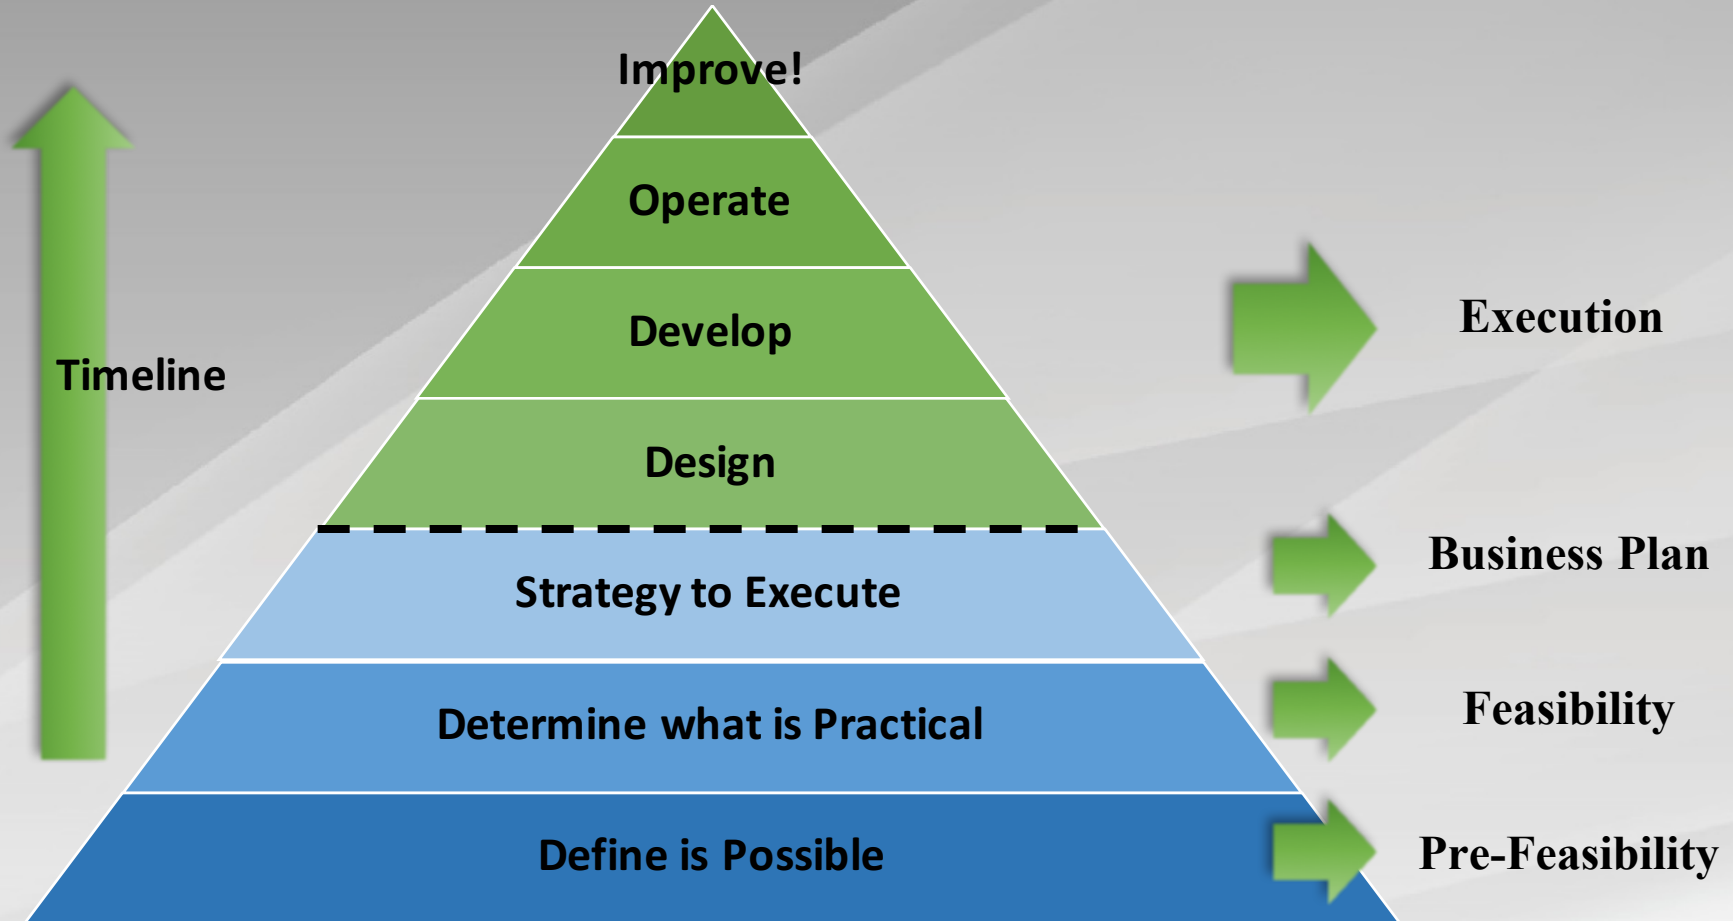 Improve!
Operate
Develop
Execution
Timeline
Design
Business Plan
Strategy to Execute
Feasibility
Determine what is Practical
Define is Possible
Pre-Feasibility